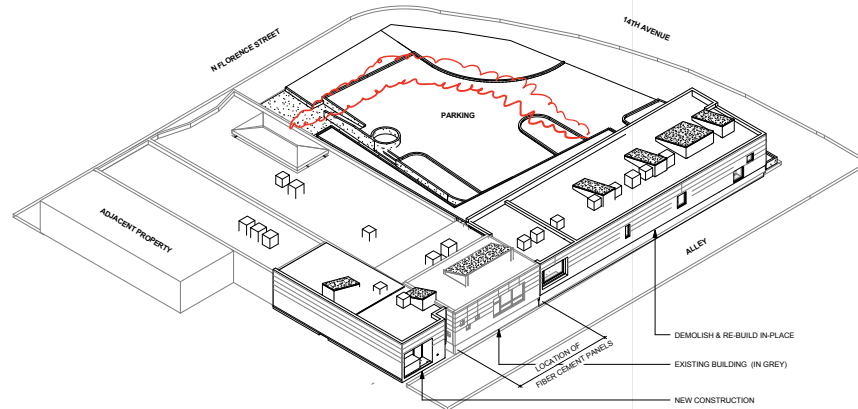 N FLORENCE STREET
14TH AVENUE
PARKING
ADJACENT PROPERTY
ALLEY
DEMOLISH & RE-BUILD IN-PLACE
LOCATION OF
FIBER CEMENT PANELS
EXISTING BUILDING (IN GREY)
NEW CONSTRUCTION